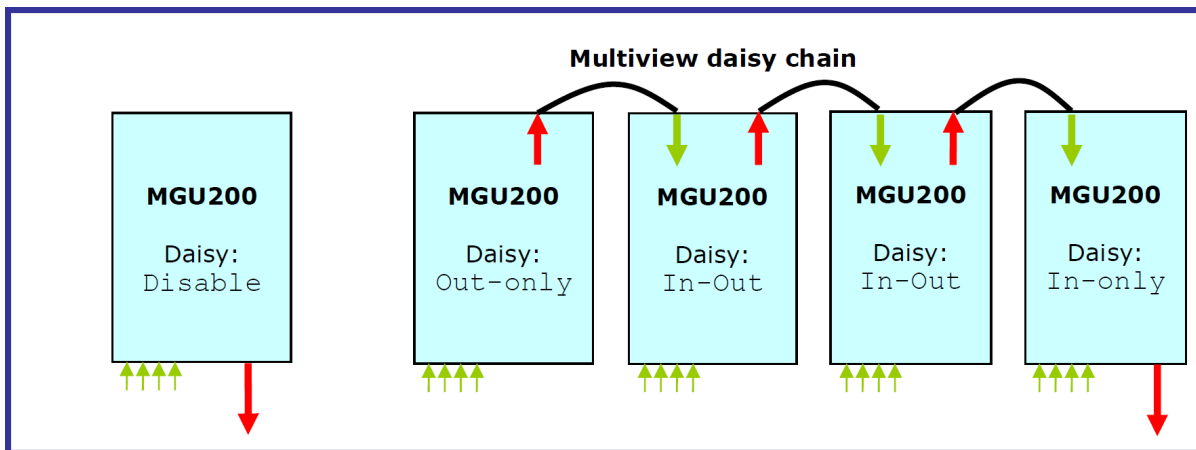 Multiview daisy chain
MGU200
Daisy:
Disable
MGU200
Daisy:
Out-only
MGU200
Daisy:
In-Out
MGU200
Daisy:
In-Out
MGU200
Daisy:
In-only